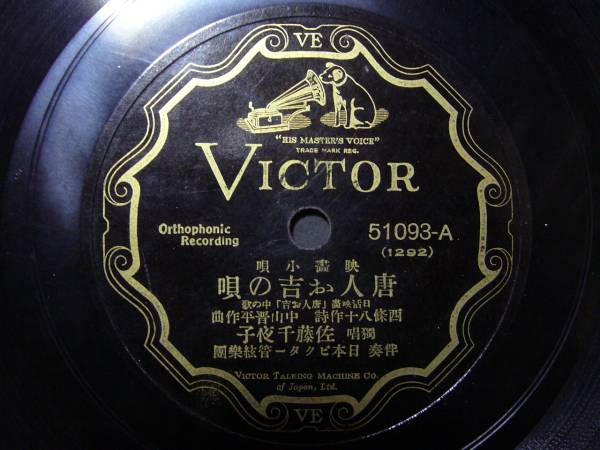 VE
"HIS MASTER'S VOICE"
TRADE MARK REG.
VICTOR
Orthophonic
Recording
51093-A
(1292)
映畫小唄
唐人お吉の唄
日活映畫「唐人お吉」中の歌
西條八十作詩 中山晋平作曲
獨唱 佐藤千夜子
伴奏 日本ビクター管絃樂團
VICTOR TALKING MACHINE CO.
of Japan, Ltd.
VE